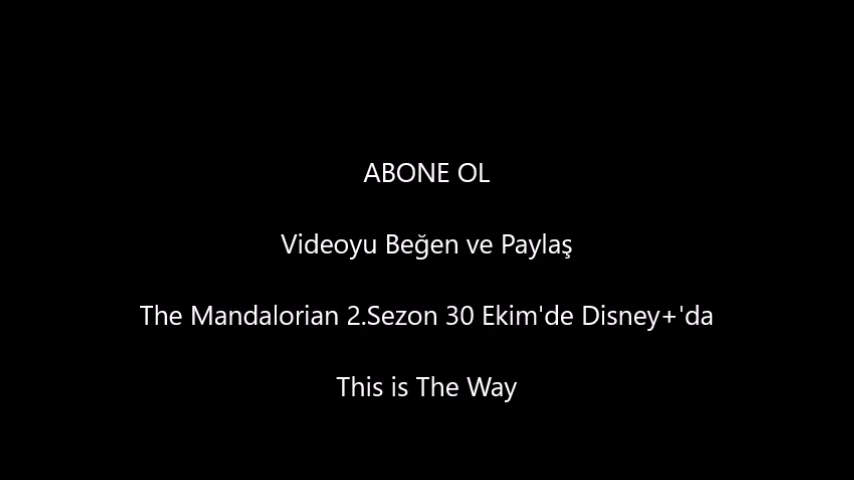 ABONE OL
Videoyu Beğen ve Paylaş
The Mandalorian 2.Sezon 30 Ekim'de Disney+'da
This is The Way